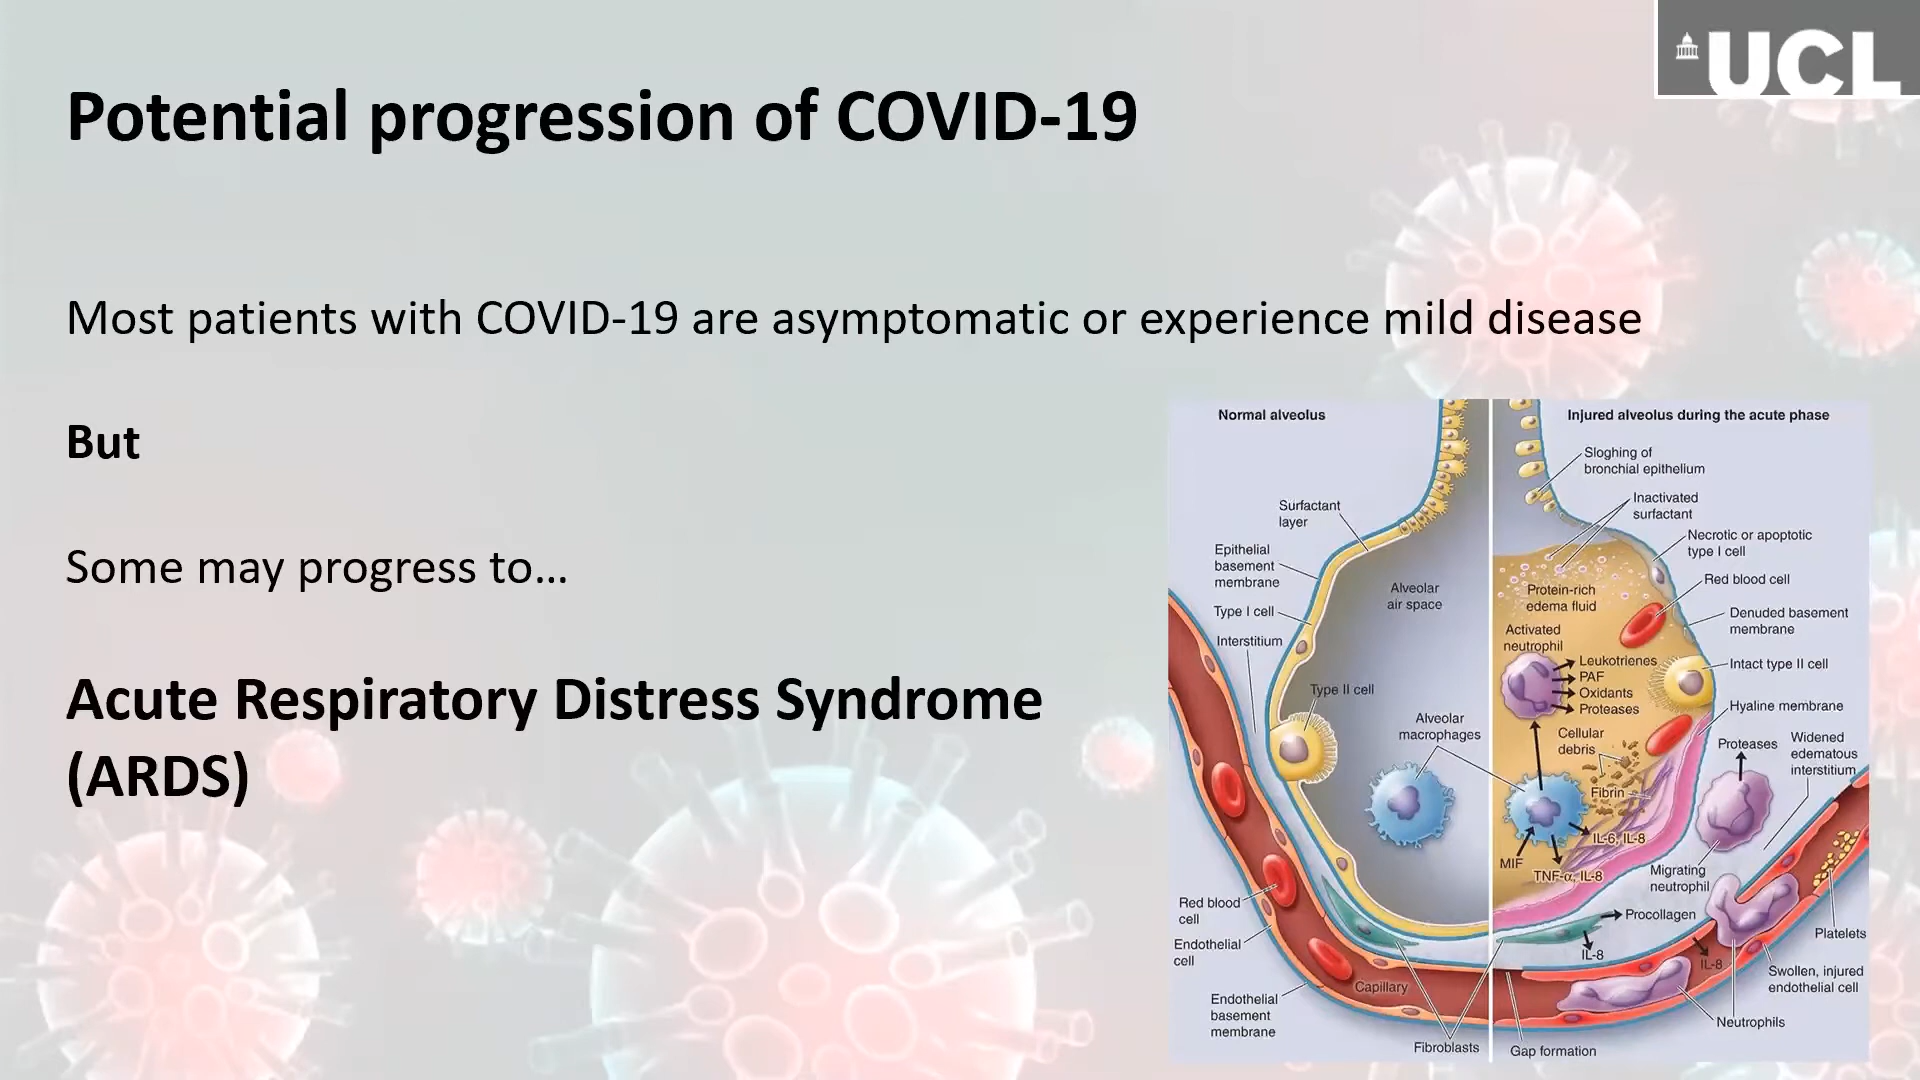 UCL
Potential progression of COVID-19
Most patients with COVID-19 are asymptomatic or experience mild disease
But
Some may progress to...
Acute Respiratory Distress Syndrome
(ARDS)
Normal alveolus
Surfactant
layer
Epithelial
basement
membrane
Type I cell
Interstitium
Alveolar
air space
Type II cell
Alveolar
macrophages
Red blood
cell
Endothelial
cell
Endothelial
basement
membrane
Capillary
Fibroblasts
Injured alveolus during the acute phase
Sloghing of
bronchial epithelium
Inactivated
surfactant
Necrotic or apoptotic
type I cell
Red blood cell
Protein-rich
edema fluid
Denuded basement
membrane
Activated
neutrophil
Leukotrienes
PAF
Oxidants
Proteases
Intact type II cell
Hyaline membrane
Cellular
debris
Proteases
Widened
edematous
interstitium
Fibrin
IL-6, IL-8
MIF
TNF-α, IL-8
Migrating
neutrophil
Procollagen
IL-8
IL-8
Platelets
Swollen, injured
endothelial cell
Neutrophils
Gap formation